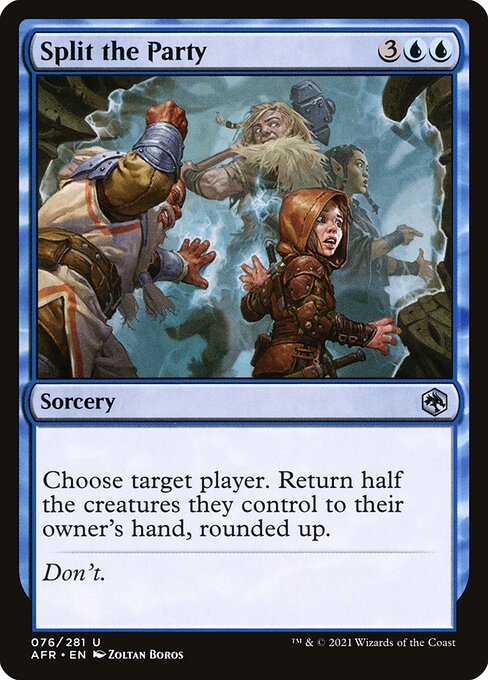 Split the Party 3
Sorcery
Choose target player. Return half
the creatures they control to their
owner's hand, rounded up.
Don't.
076/281 U
™ & © 2021 Wizards of the Coast
AFR • EN Zoltan Boros